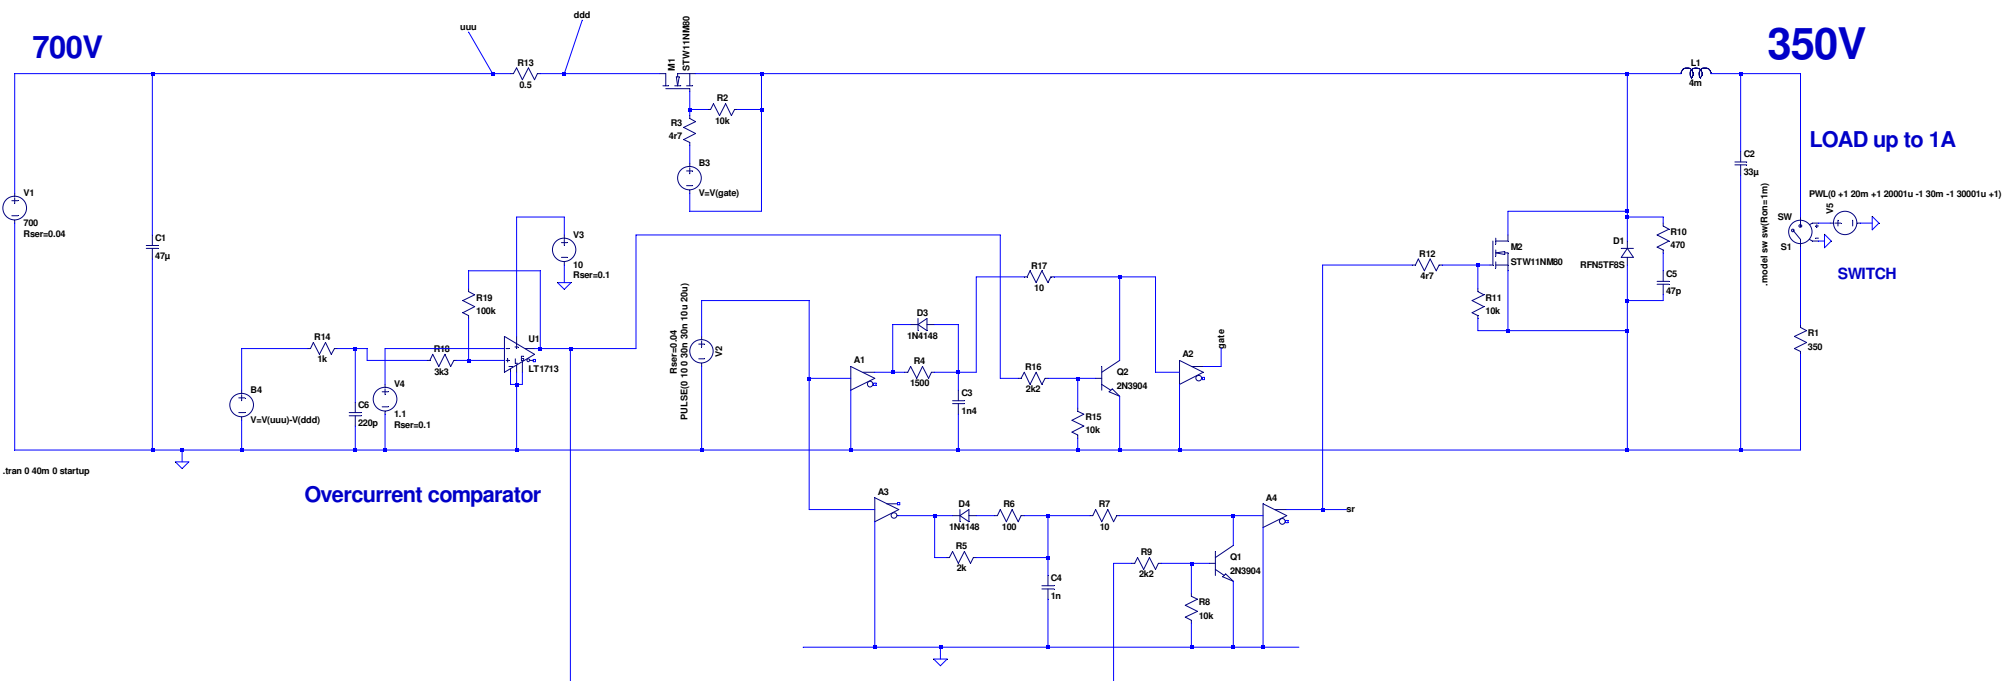 700V
350V
uuu
ddd
R13
0.5
M1
STW11NM80
R2
10k
R3
4r7
B3
V=V(gate)
L1
4m
C2
33µ
LOAD up to 1A
PWL(0 +1 20m +1 20001u -1 30m -1 30001u +1)
V5
SW
S1
.model sw sw(Ron=1m)
SWITCH
R1
350
V1
700
Rser=0.04
C1
47µ
V3
10
Rser=0.1
R19
100k
U1
LT1713
R14
1k
R18
3k3
B4
V=V(uuu)-V(ddd)
C6
220p
V4
1.1
Rser=0.1
Rser=0.04
PULSE(0 10 0 30n 30n 10u 20u)
V2
A1
D3
1N4148
R4
1500
C3
1n4
R17
10
R16
2k2
R15
10k
Q2
2N3904
A2
gate
R12
4r7
R11
10k
M2
STW11NM80
D1
RFN5TF8S
R10
470
C5
47p
.tran 0 40m 0 startup
Overcurrent comparator
A3
D4
1N4148
R6
100
R5
2k
C4
1n
R7
10
R9
2k2
R8
10k
Q1
2N3904
A4
sr